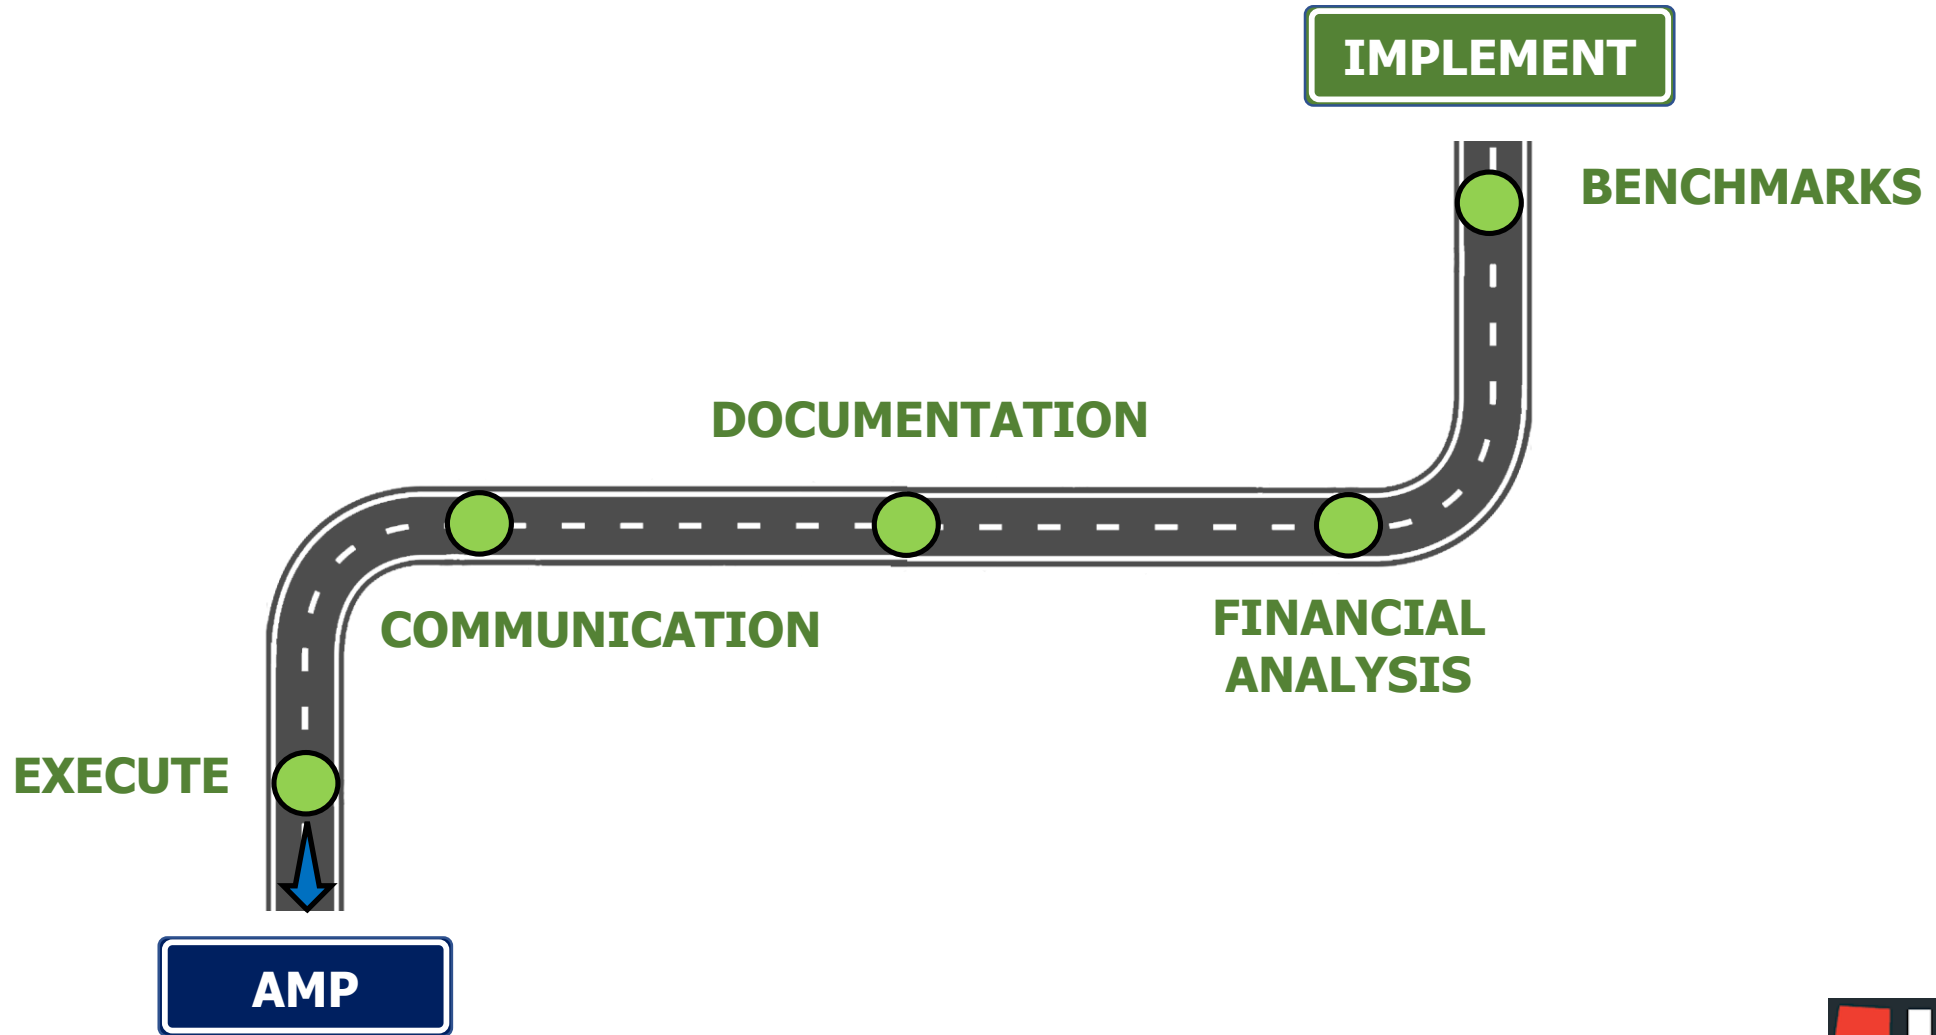 IMPLEMENT
BENCHMARKS
DOCUMENTATION
COMMUNICATION
FINANCIAL
ANALYSIS
EXECUTE
AMP